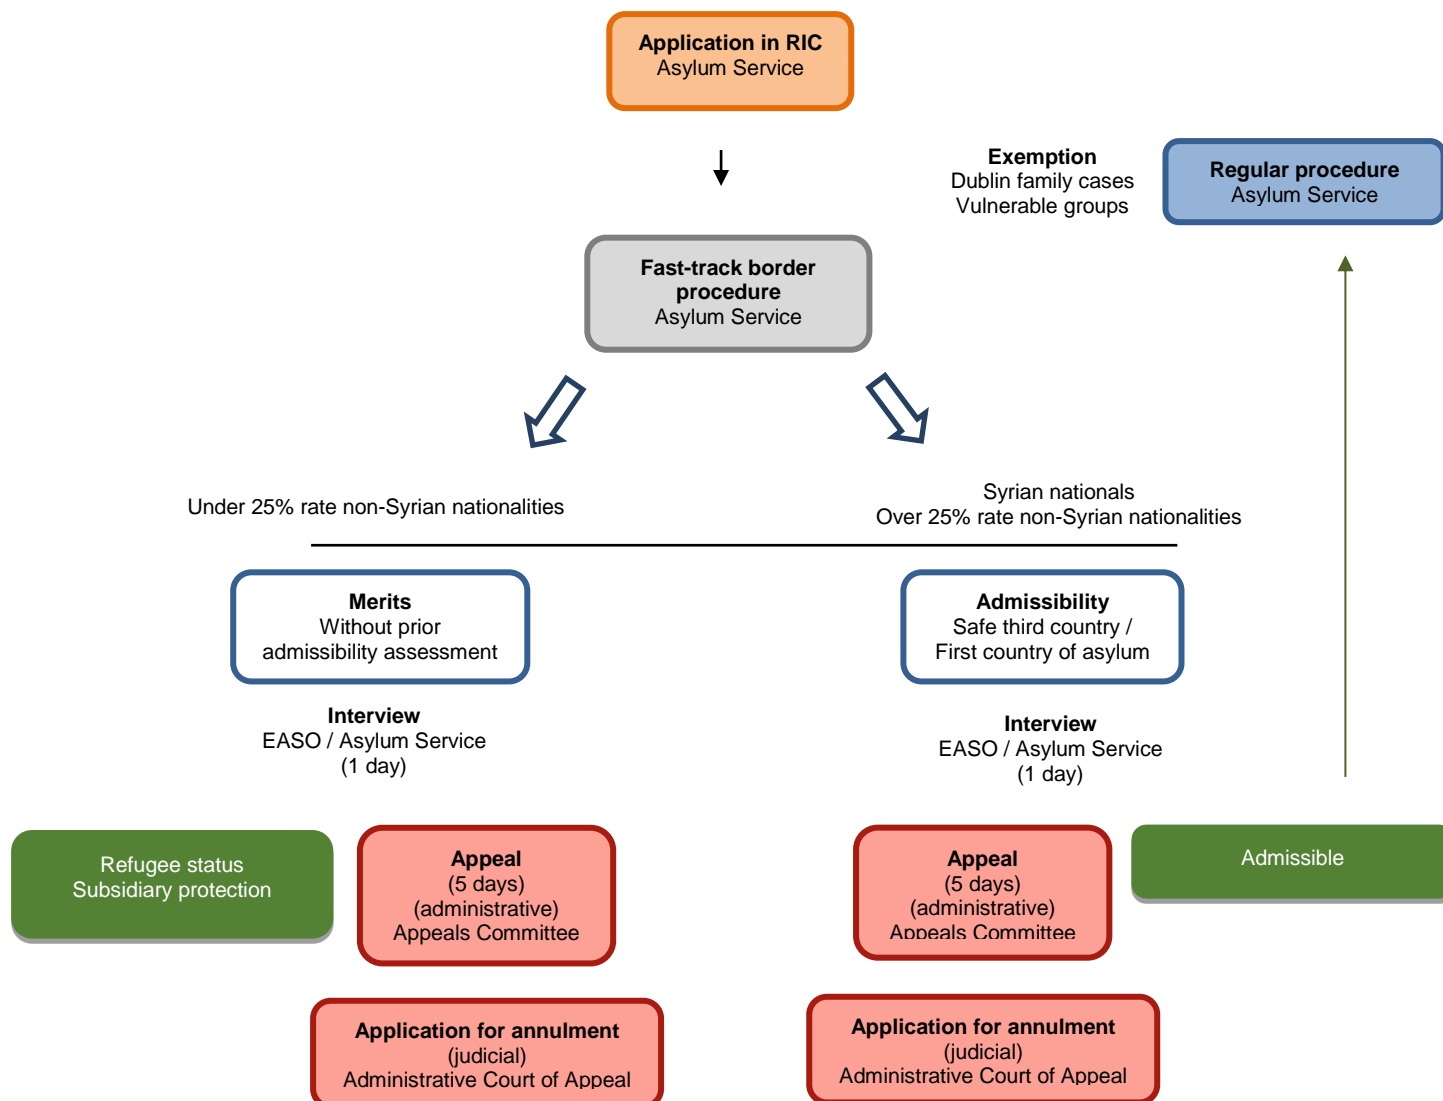 Application in RIC
Asylum Service
Exemption
Dublin family cases
Vulnerable groups
Regular procedure
Asylum Service
Fast-track border
procedure
Asylum Service
Under 25% rate non-Syrian nationalities
Syrian nationals
Over 25% rate non-Syrian nationalities
Merits
Without prior
admissibility assessment
Admissibility
Safe third country /
First country of asylum
Interview
EASO / Asylum Service
(1 day)
Interview
EASO / Asylum Service
(1 day)
Refugee status
Subsidiary protection
Appeal
(5 days)
(administrative)
Appeals Committee
Appeal
(5 days)
(administrative)
Appeals Committee
Admissible
Application for annulment
(judicial)
Administrative Court of Appeal
Application for annulment
(judicial)
Administrative Court of Appeal